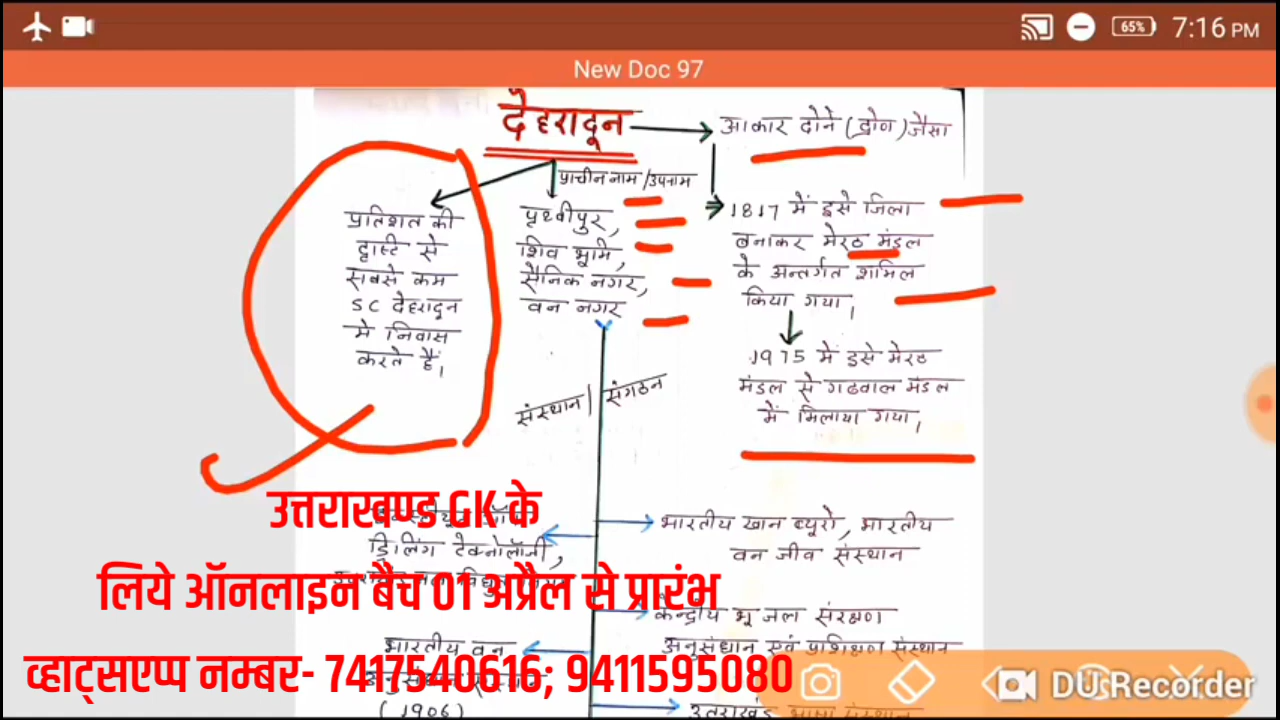 65%
7:16 PM
New Doc 97
देहरादून
आकार दोने (द्रोण) जैसा
प्राचीन नाम / उपनाम
प्रतिशत की
दृष्टि से
सबसे कम
SC देहरादून
मे निवास
करते हैं।
पृथ्वीपुर,
शिव भूमि,
सैनिक नगर,
वन नगर
1817 में इसे जिला
बनाकर मेरठ मंडल
के अन्तर्गत शामिल
किया गया।
1975 में इसे मेरठ
मंडल से गढवाल मंडल
में मिलाया गया।
संस्थान / संगठन
भारतीय खान ब्यूरो, भारतीय
वन जीव संस्थान
ड्रिलिंग टेक्नोलॉजी,
केन्द्रीय भू जल संरक्षण
अनुसंधान एवं प्रशिक्षण संस्थान
भारतीय वन
(1906)
उत्तराखंड भाषा संस्थान
उत्तराखण्ड GK के
लिये ऑनलाइन बैच 01 अप्रैल से प्रारंभ
व्हाट्सएप्प नम्बर- 7417540616; 9411595080
DU Recorder